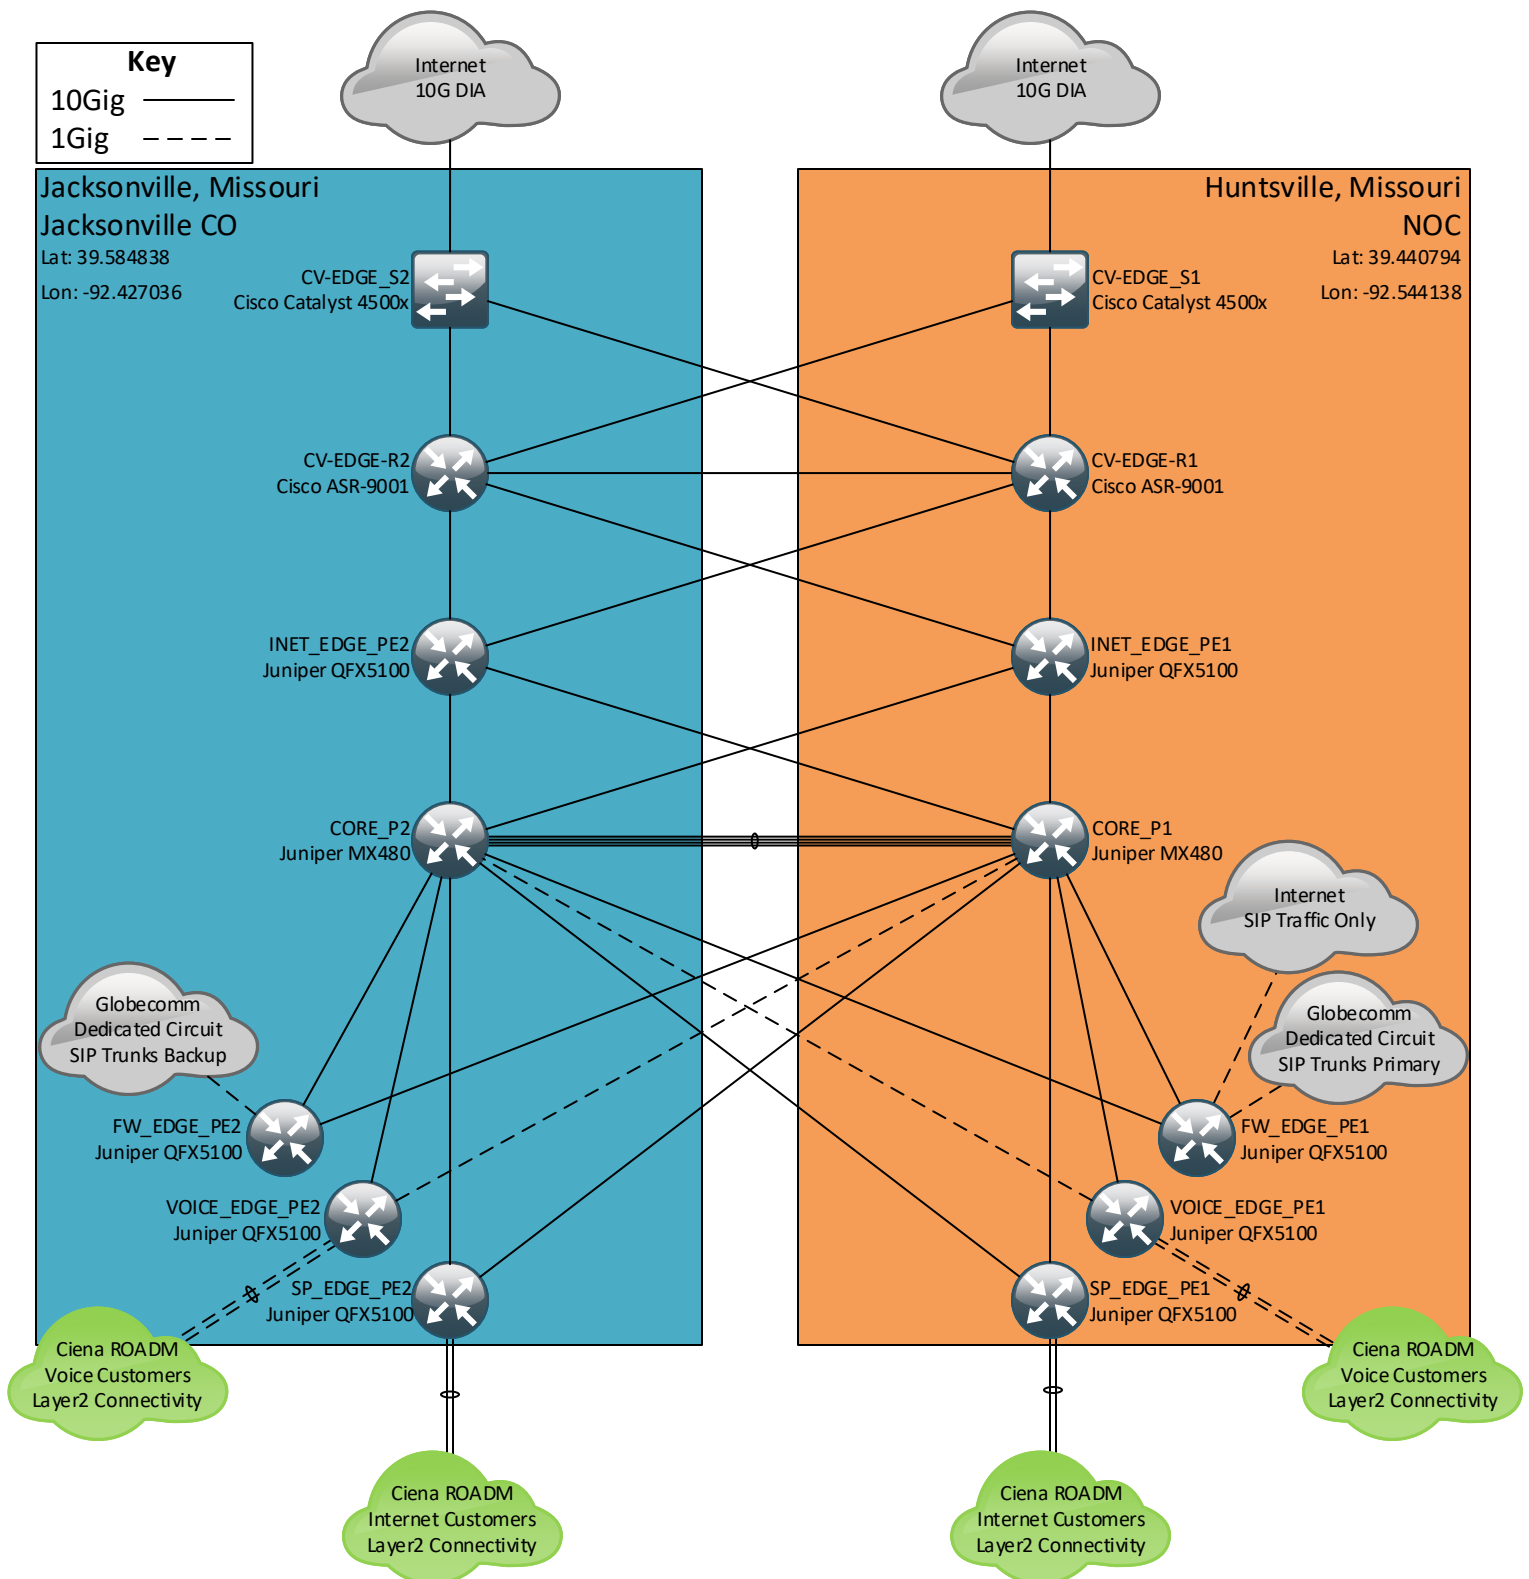 Key
10Gig
1Gig
Internet
10G DIA
Internet
10G DIA
Jacksonville, Missouri
Jacksonville CO
Lat: 39.584838
Lon: -92.427036
Huntsville, Missouri
NOC
Lat: 39.440794
Lon: -92.544138
CV-EDGE_S2
Cisco Catalyst 4500x
CV-EDGE_S1
Cisco Catalyst 4500x
CV-EDGE-R2
Cisco ASR-9001
CV-EDGE-R1
Cisco ASR-9001
INET_EDGE_PE2
Juniper QFX5100
INET_EDGE_PE1
Juniper QFX5100
CORE_P2
Juniper MX480
CORE_P1
Juniper MX480
Internet
SIP Traffic Only
Globecomm
Dedicated Circuit
SIP Trunks Backup
Globecomm
Dedicated Circuit
SIP Trunks Primary
FW_EDGE_PE2
Juniper QFX5100
FW_EDGE_PE1
Juniper QFX5100
VOICE_EDGE_PE2
Juniper QFX5100
VOICE_EDGE_PE1
Juniper QFX5100
SP_EDGE_PE2
Juniper QFX5100
SP_EDGE_PE1
Juniper QFX5100
Ciena ROADM
Voice Customers
Layer2 Connectivity
Ciena ROADM
Voice Customers
Layer2 Connectivity
Ciena ROADM
Internet Customers
Layer2 Connectivity
Ciena ROADM
Internet Customers
Layer2 Connectivity